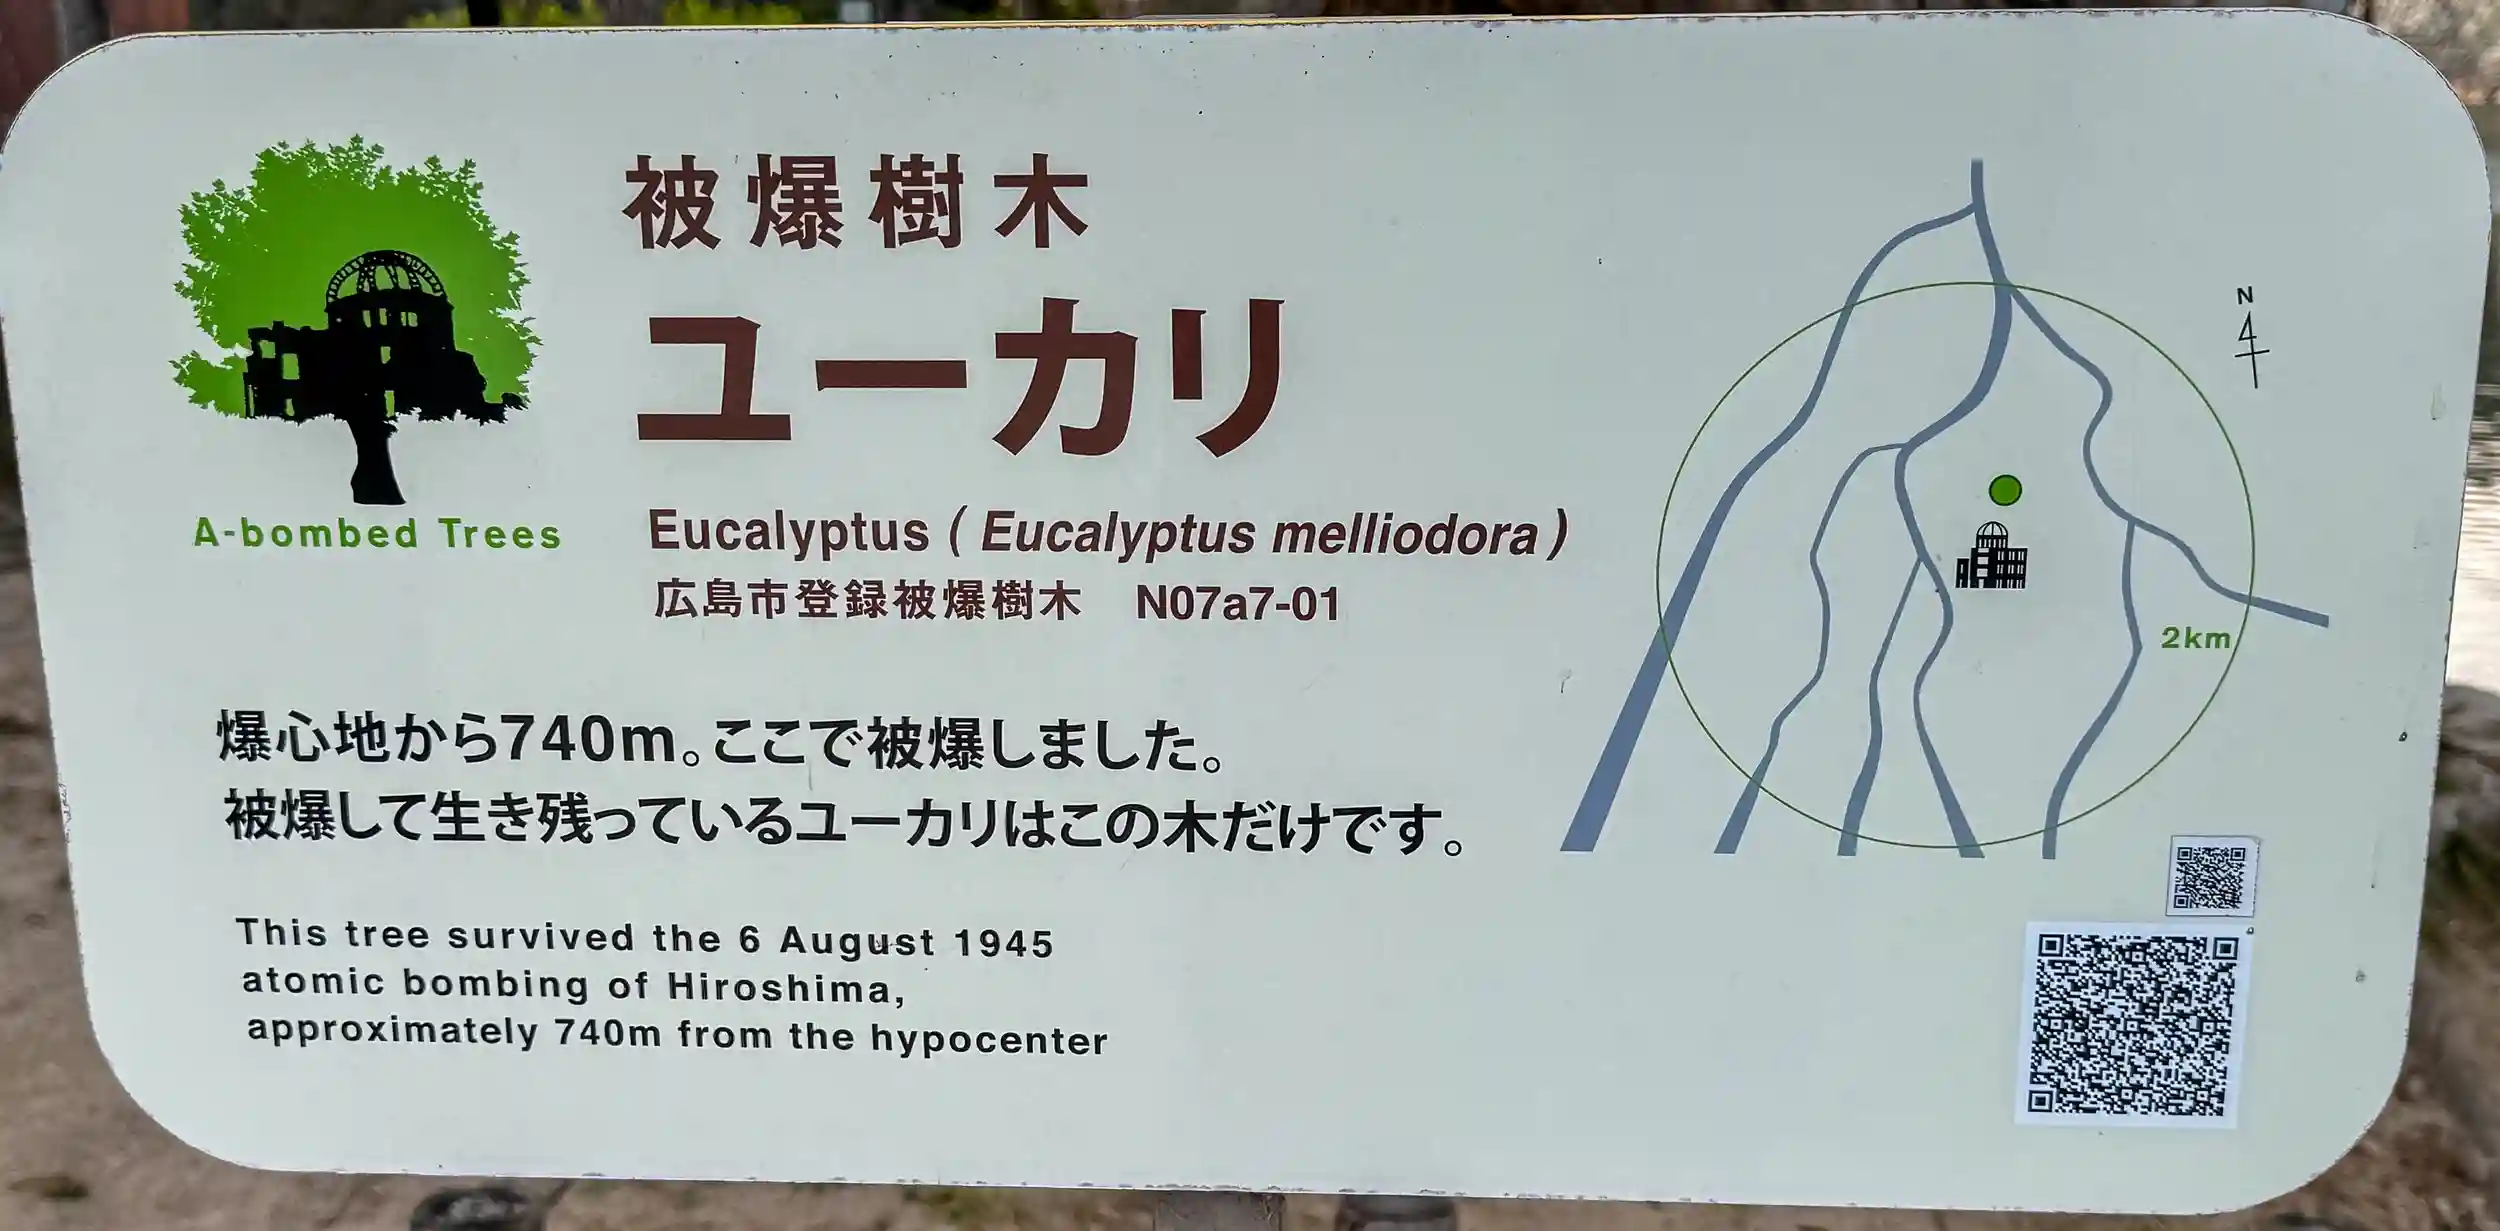 被爆樹木
ユーカリ
A-bombed Trees
Eucalyptus ( Eucalyptus melliodora )
広島市登録被爆樹木 N07a7-01
爆心地から740m。ここで被爆しました。
被爆して生き残っているユーカリはこの木だけです。
This tree survived the 6 August 1945
atomic bombing of Hiroshima,
approximately 740m from the hypocenter
N
2km